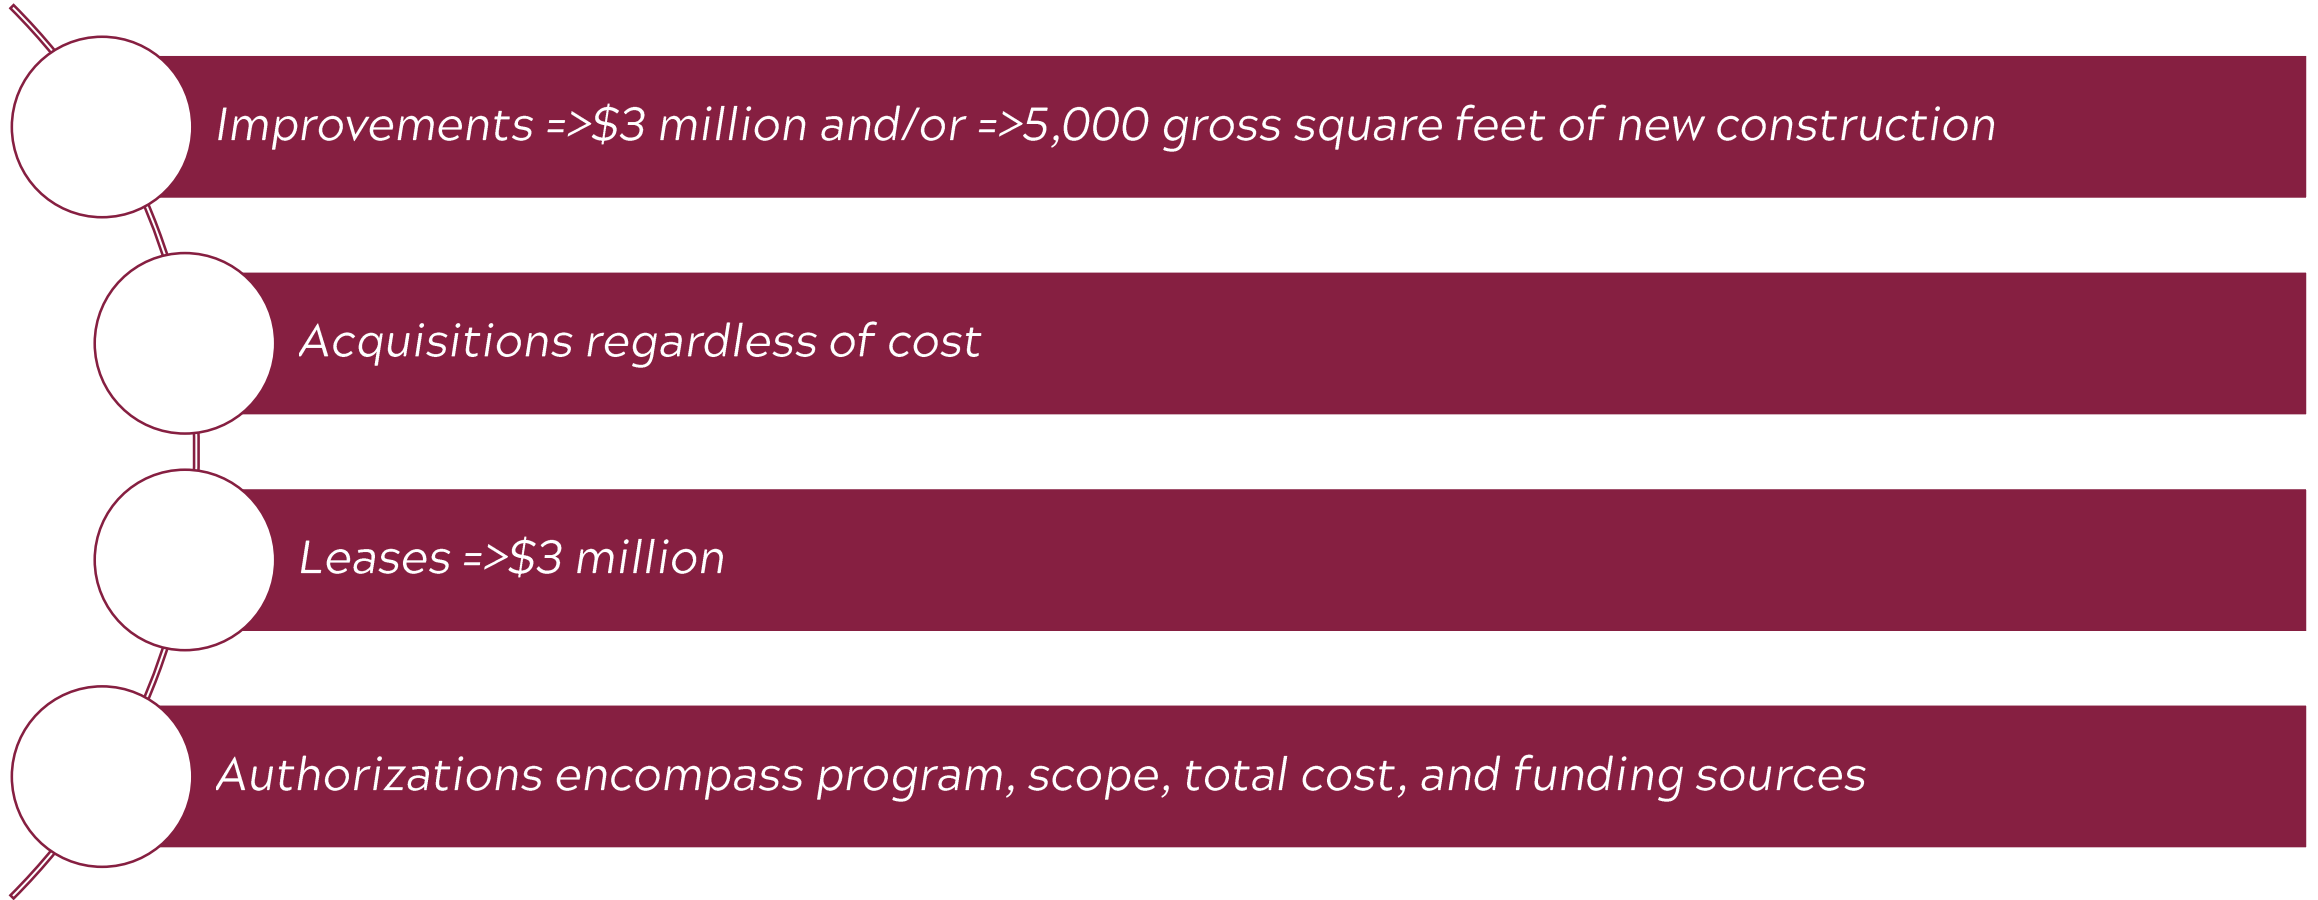 Improvements =>$3 million and/or =>5,000 gross square feet of new construction
Acquisitions regardless of cost
Leases =>$3 million
Authorizations encompass program, scope, total cost, and funding sources